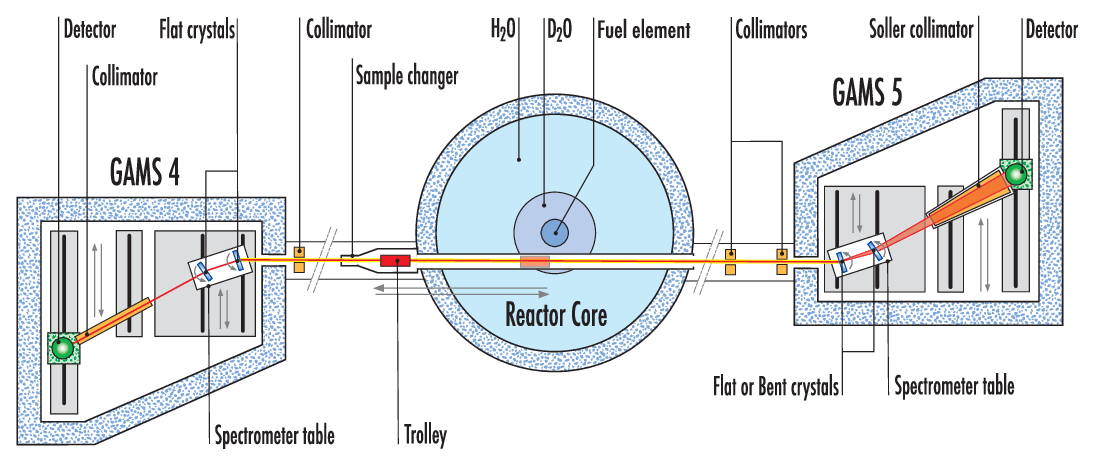 Detector
Flat crystals
Collimator
H2O
D2O
Fuel element
Collimators
Soller collimator
Detector
Collimator
Sample changer
GAMS 5
GAMS 4
Reactor Core
Flat or Bent crystals
Spectrometer table
Spectrometer table
Trolley